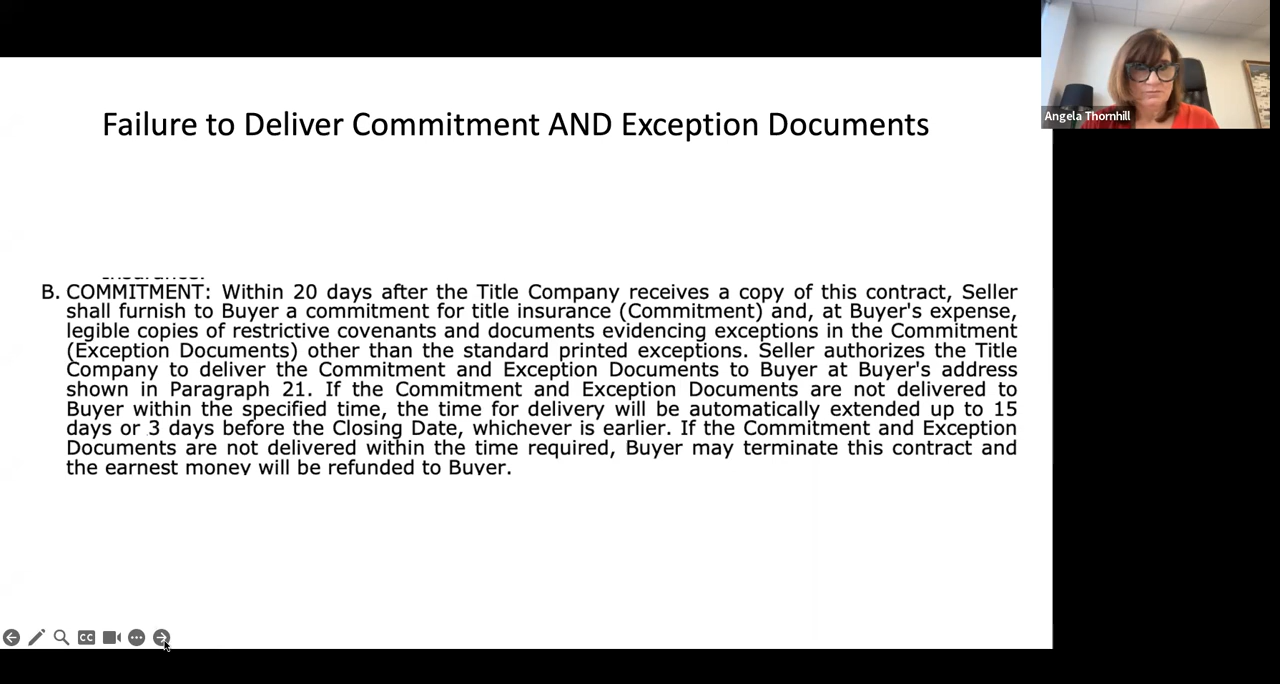 Angela Thornhill
Failure to Deliver Commitment AND Exception Documents
insurance.
B. COMMITMENT: Within 20 days after the Title Company receives a copy of this contract, Seller
shall furnish to Buyer a commitment for title insurance (Commitment) and, at Buyer's expense,
legible copies of restrictive covenants and documents evidencing exceptions in the Commitment
(Exception Documents) other than the standard printed exceptions. Seller authorizes the Title
Company to deliver the Commitment and Exception Documents to Buyer at Buyer's address
shown in Paragraph 21. If the Commitment and Exception Documents are not delivered to
Buyer within the specified time, the time for delivery will be automatically extended up to 15
days or 3 days before the Closing Date, whichever is earlier. If the Commitment and Exception
Documents are not delivered within the time required, Buyer may terminate this contract and
the earnest money will be refunded to Buyer.
CC